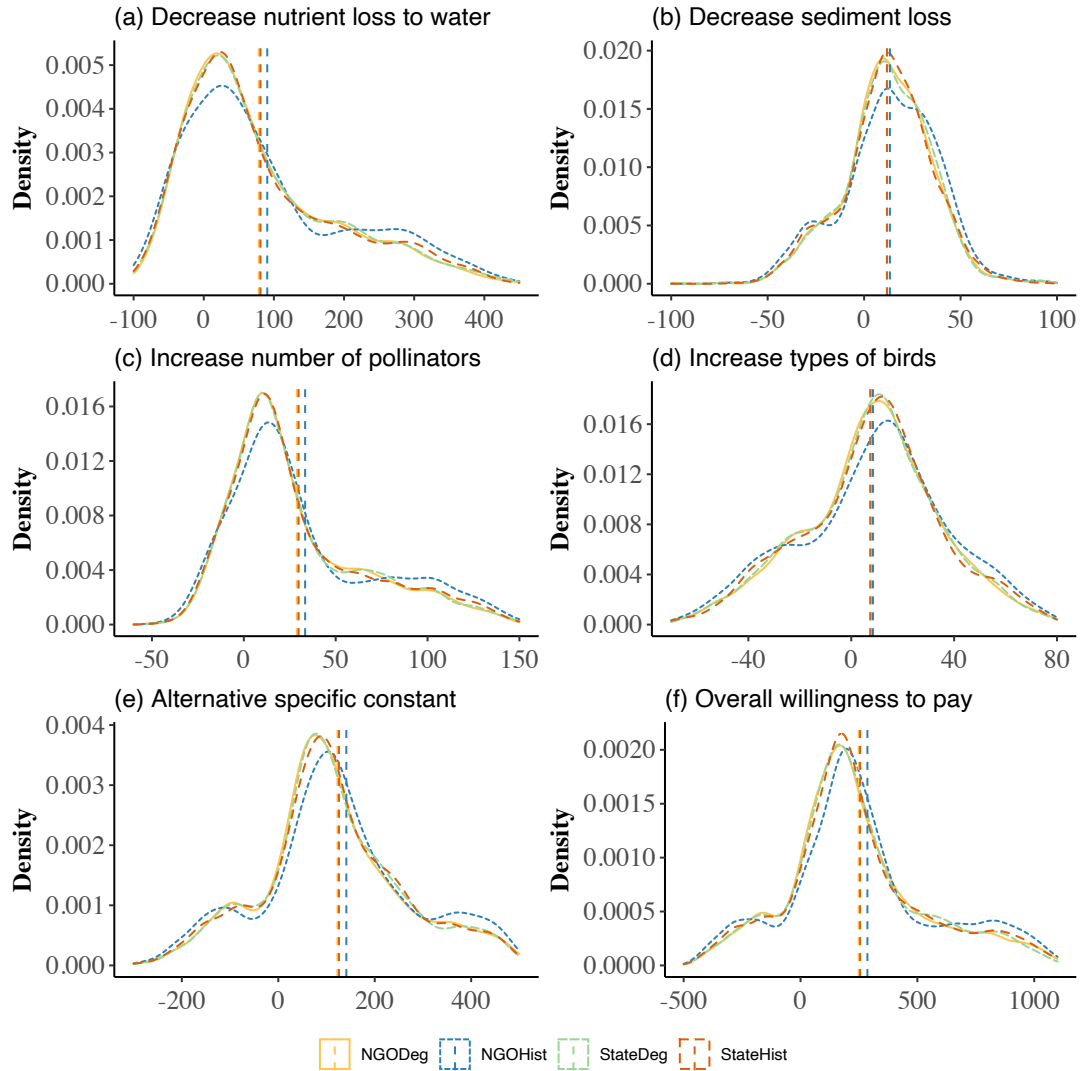 (a) Decrease nutrient loss to water
Density
0.005
0.004
0.003
0.002
0.001
0.000
-100 0 100 200 300 400
(b) Decrease sediment loss
Density
0.020
0.015
0.010
0.005
0.000
-100 -50 0 50 100
(c) Increase number of pollinators
Density
0.016
0.012
0.008
0.004
0.000
-50 0 50 100 150
(d) Increase types of birds
Density
0.016
0.012
0.008
0.004
0.000
-40 0 40 80
(e) Alternative specific constant
Density
0.004
0.003
0.002
0.001
0.000
-200 0 200 400
(f) Overall willingness to pay
Density
0.0020
0.0015
0.0010
0.0005
0.0000
-500 0 500 1000
NGODeg NGOHist StateDeg StateHist